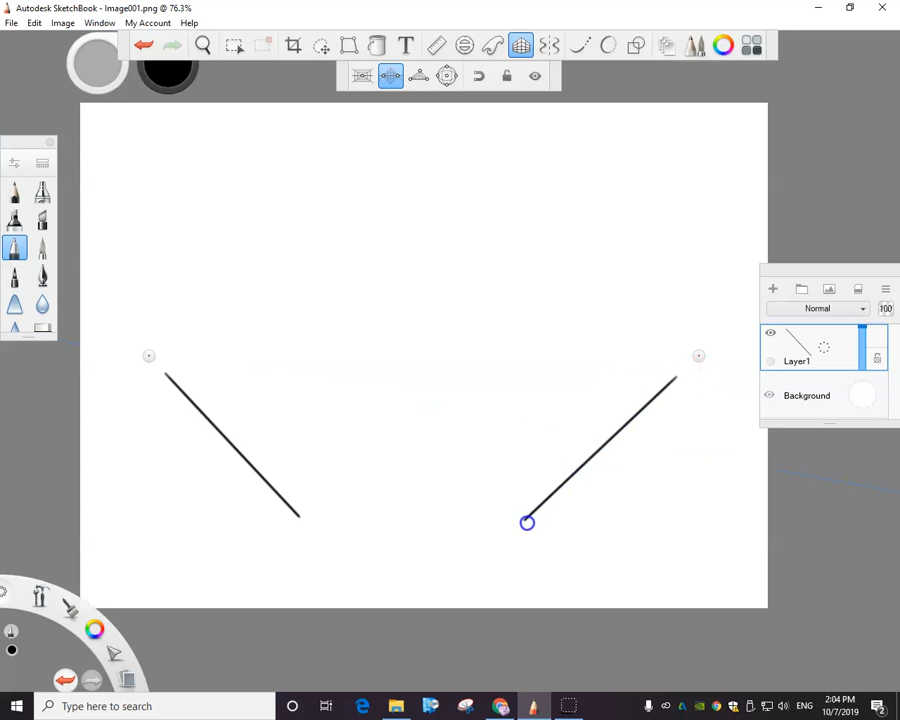 Autodesk SketchBook - Image001.png @ 76.3%
File Edit Image Window My Account Help
T
Normal
100
Layer1
Background
Type here to search
2:04 PM
10/7/2019
2